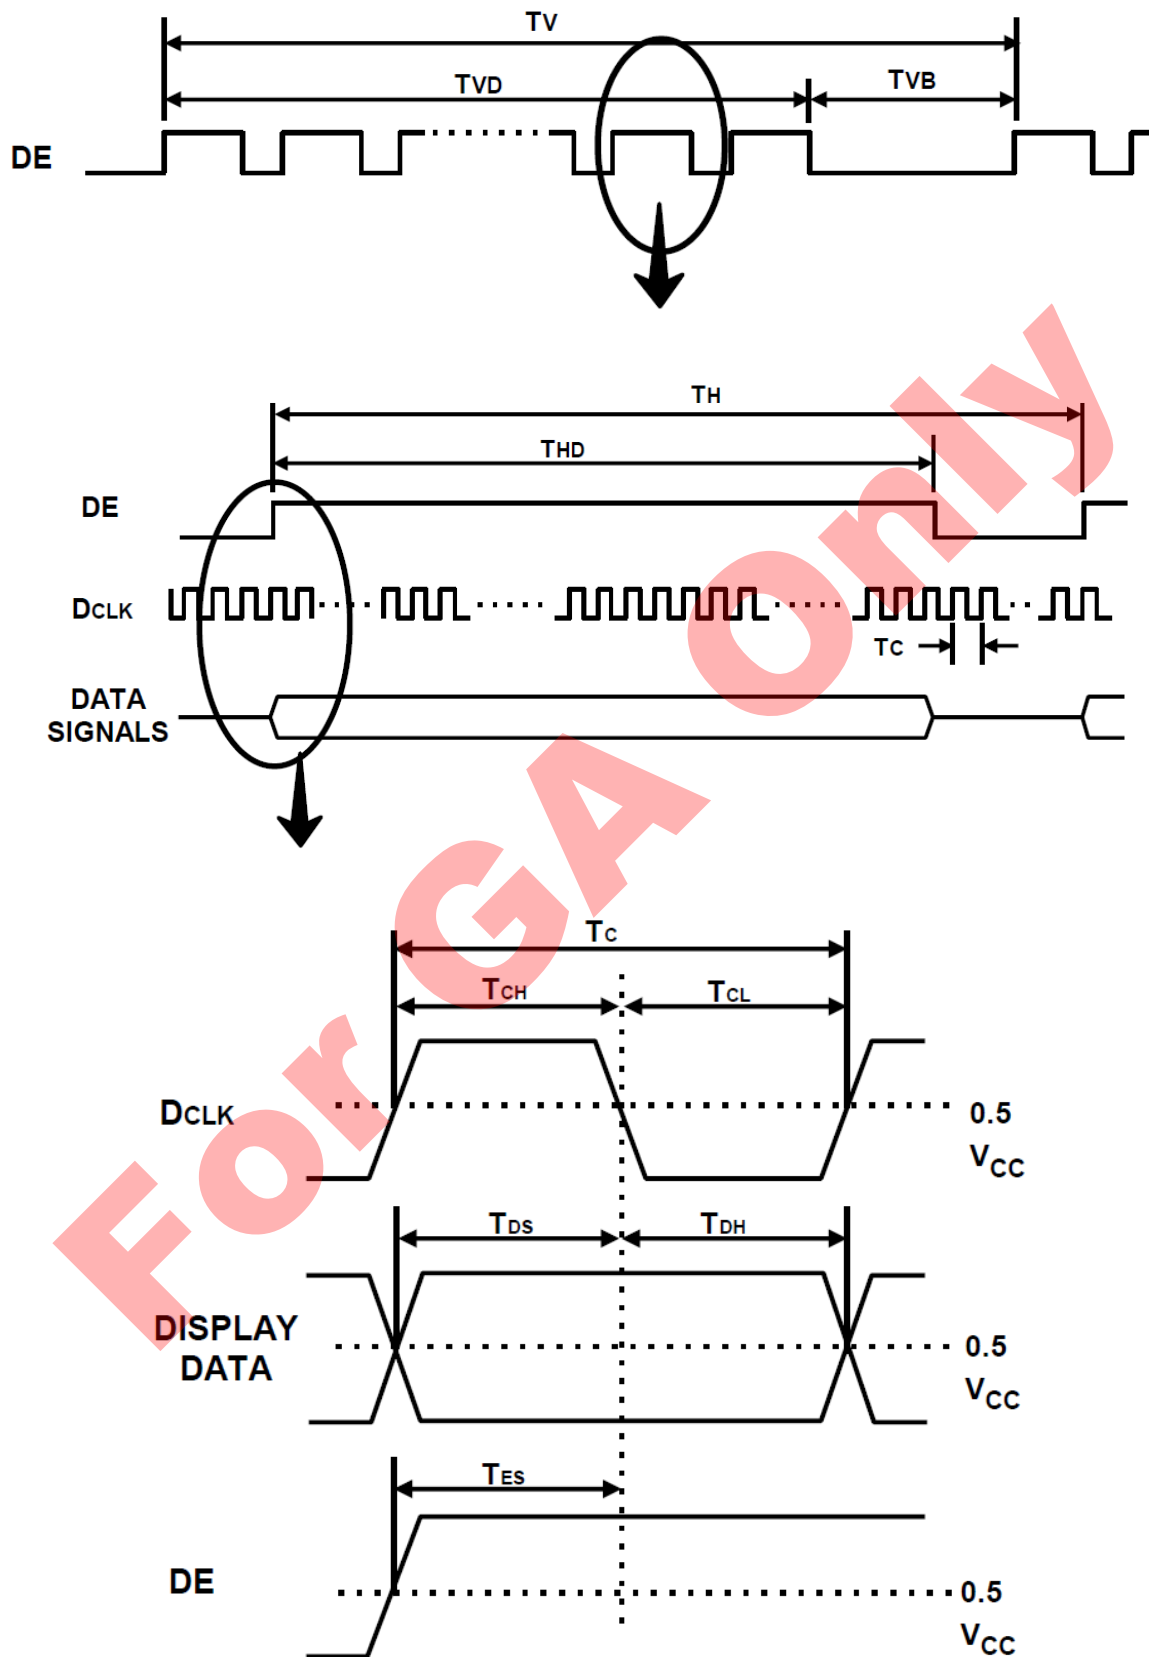 TV
TVD
TVB
DE
TH
THD
DE
DCLK
TC
DATA
SIGNALS
TC
TCH
TCL
DCLK
0.5
VCC
TDS
TDH
DISPLAY
DATA
0.5
VCC
TES
DE
0.5
VCC
For GA Only